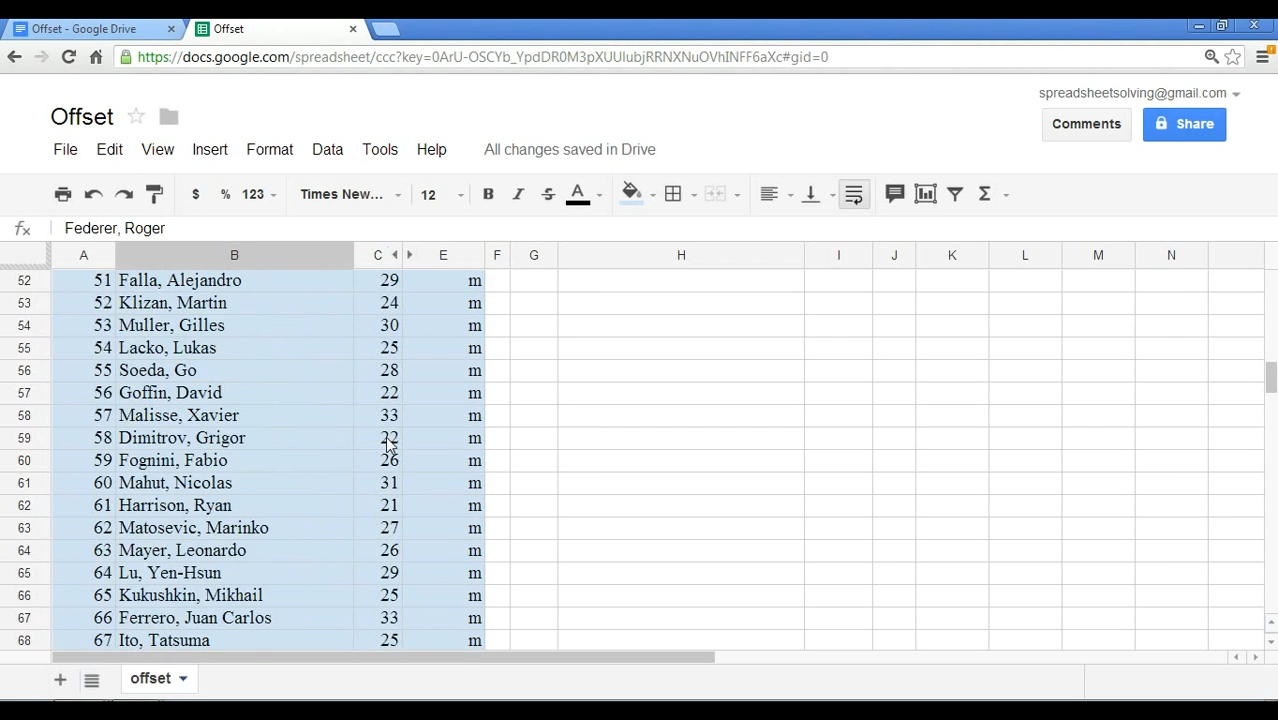 Offset - Google Drive
Offset
https://docs.google.com/spreadsheet/ccc?key=0ArU-OSCYb_YpdDR0M3pXUUlubjRRNXNuOVhINFF6aXc#gid=0
spreadsheetsolving@gmail.com
Offset
Comments
Share
File Edit View Insert Format Data Tools Help All changes saved in Drive
$ % 123 Times New... 12 B I S A Σ
fx Federer, Roger
A B C E F G H I J K L M N
52 51 Falla, Alejandro 29 m
53 52 Klizan, Martin 24 m
54 53 Muller, Gilles 30 m
55 54 Lacko, Lukas 25 m
56 55 Soeda, Go 28 m
57 56 Goffin, David 22 m
58 57 Malisse, Xavier 33 m
59 58 Dimitrov, Grigor 22 m
60 59 Fognini, Fabio 26 m
61 60 Mahut, Nicolas 31 m
62 61 Harrison, Ryan 21 m
63 62 Matosevic, Marinko 27 m
64 63 Mayer, Leonardo 26 m
65 64 Lu, Yen-Hsun 29 m
66 65 Kukushkin, Mikhail 25 m
67 66 Ferrero, Juan Carlos 33 m
68 67 Ito, Tatsuma 25 m
offset